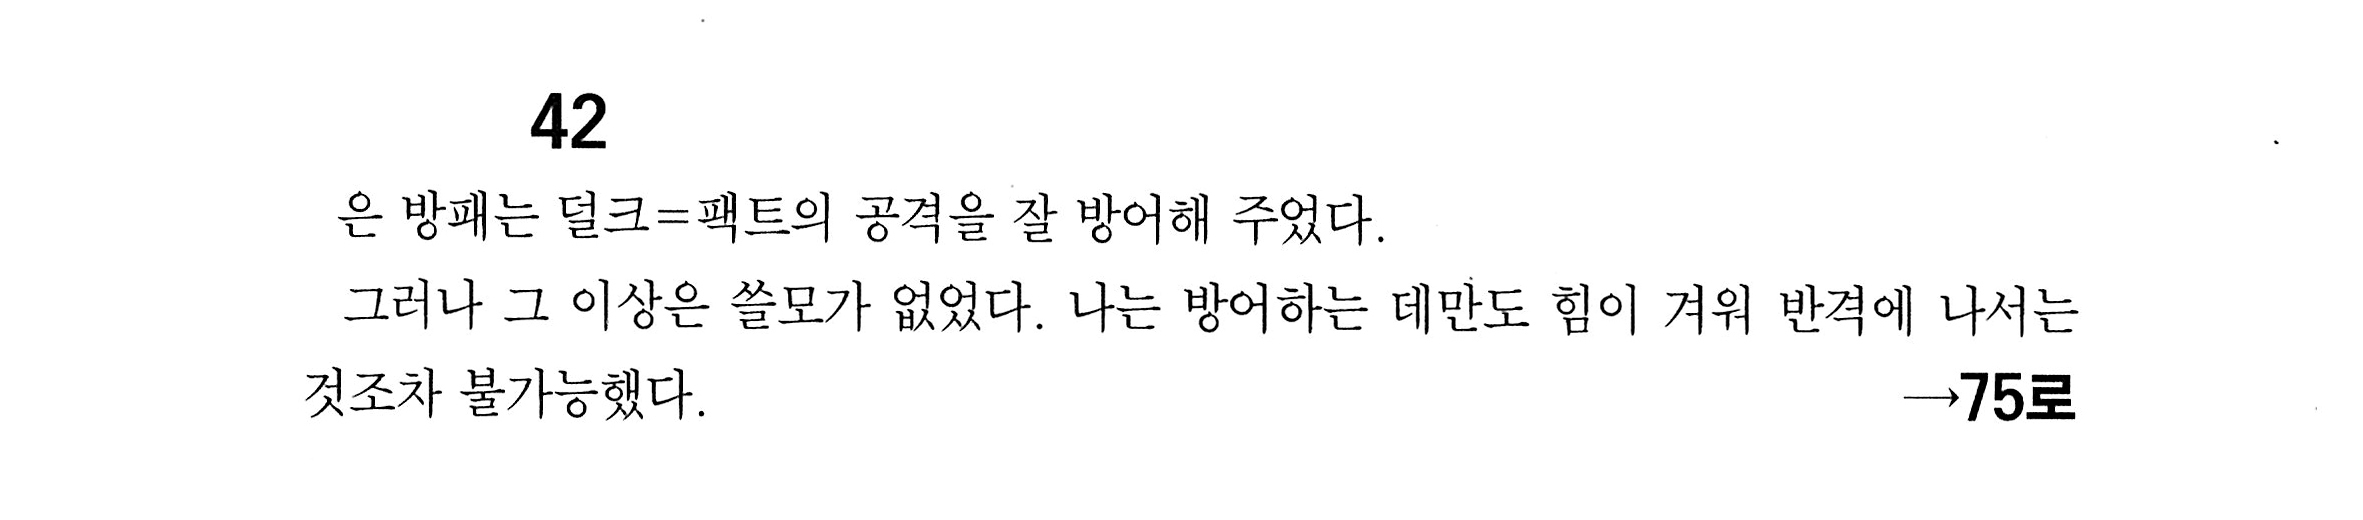 42
은 방패는 덜크=팩트의 공격을 잘 방어해 주었다.
그러나 그 이상은 쓸모가 없었다. 나는 방어하는 데만도 힘이 겨워 반격에 나서는
것조차 불가능했다. →75로